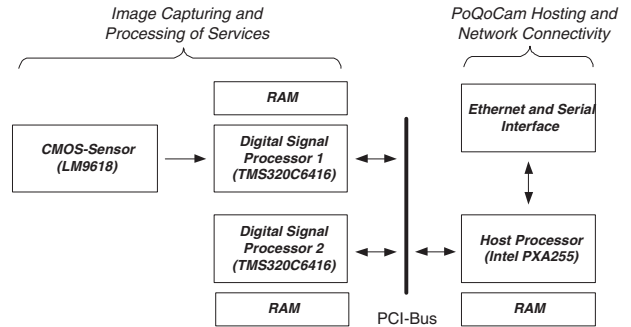 Image Capturing and
Processing of Services
PoQoCam Hosting and
Network Connectivity
RAM
CMOS-Sensor
(LM9618)
Digital Signal
Processor 1
(TMS320C6416)
Ethernet and Serial
Interface
Digital Signal
Processor 2
(TMS320C6416)
Host Processor
(Intel PXA255)
RAM
PCI-Bus
RAM